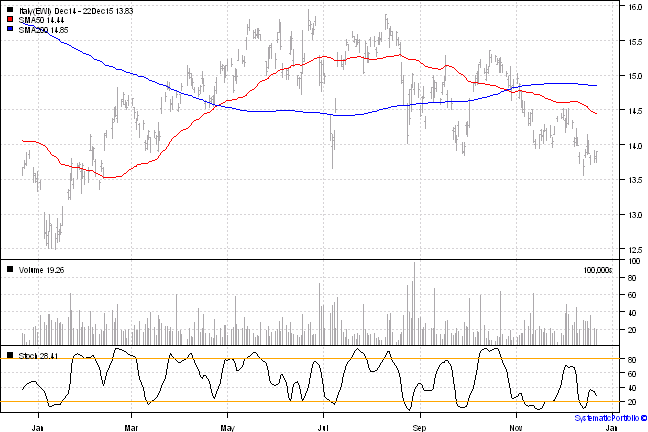 Italy(EWI) Dec14 - 22Dec15 13.83
SMA50 14.44
SMA200 14.85
16.0
15.5
15.0
14.5
14.0
13.5
13.0
12.5
Volume 19.26
100,000s
100
80
60
40
20
Stoch 28.41
80
60
40
20
Jan Mar May Jul Sep Nov Jan
SystematicPortfolio ©